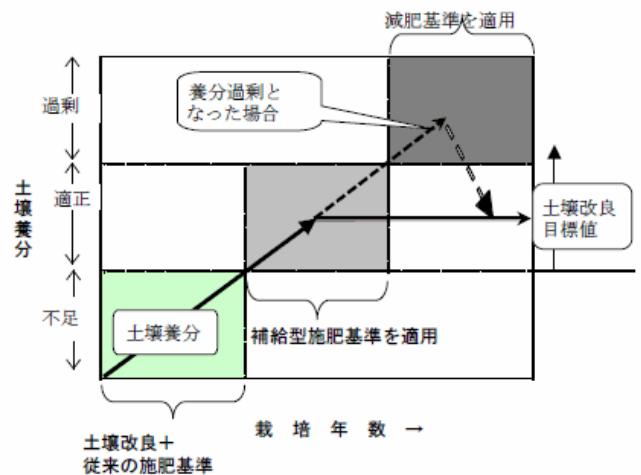 減肥基準を適用
過剰
養分過剰と
なった場合
土壌養分
適正
土壌改良
目標値
不足
土壌養分
補給型施肥基準を適用
栽 培 年 数 →
土壌改良＋
従来の施肥基準